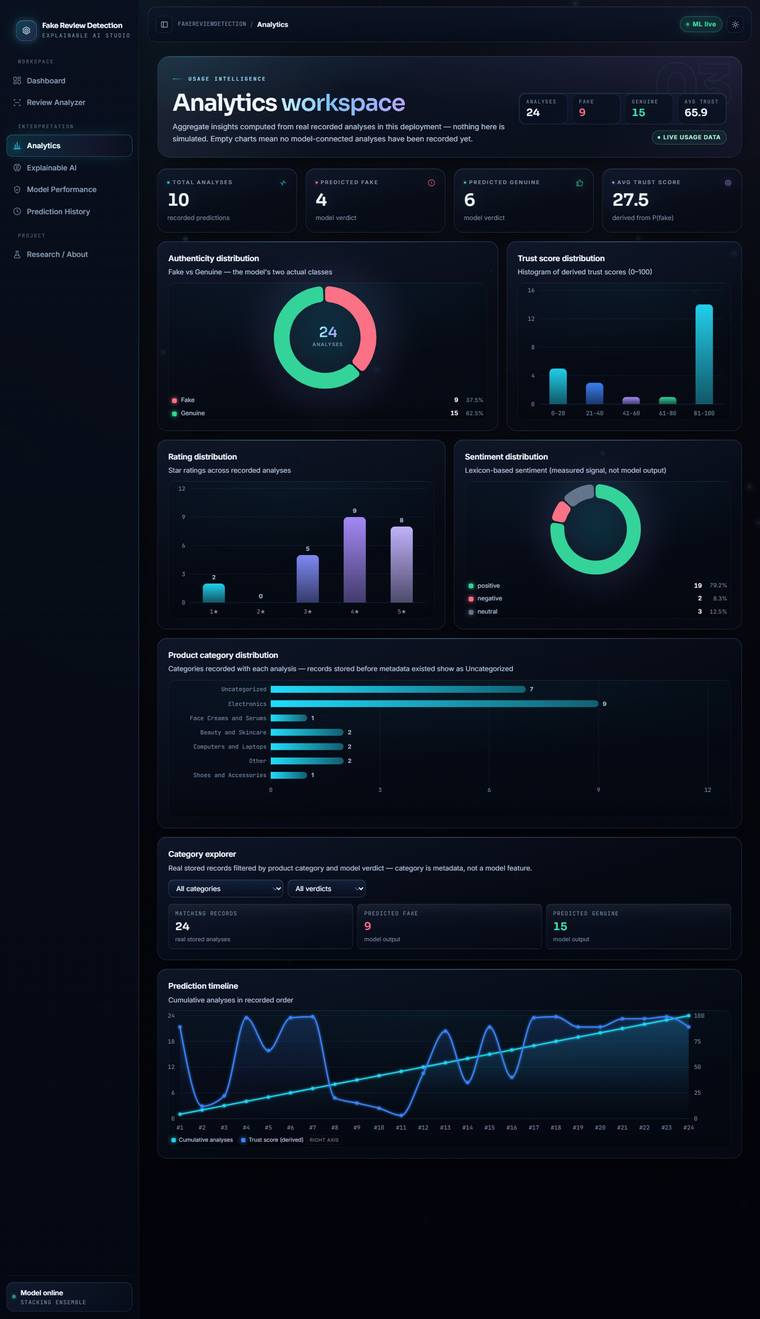 Fake Review Detection
EXPLAINABLE AI STUDIO
WORKSPACE
Dashboard
Review Analyzer
INTERPRETATION
Analytics
Explainable AI
Model Performance
Prediction History
PROJECT
Research / About
Model online
STACKING ENSEMBLE
FAKEREVIEWDETECTION / Analytics
ML live
USAGE INTELLIGENCE
03
Analytics workspace
Aggregate insights computed from real recorded analyses in this deployment — nothing here is
simulated. Empty charts mean no model-connected analyses have been recorded yet.
ANALYSES FAKE GENUINE AVG TRUST
24 9 15 65.9
LIVE USAGE DATA
TOTAL ANALYSES
10
recorded predictions
PREDICTED FAKE
4
model verdict
PREDICTED GENUINE
6
model verdict
AVG TRUST SCORE
27.5
derived from P(fake)
Authenticity distribution
Fake vs Genuine — the model's two actual classes
24
ANALYSES
Fake 9 37.5%
Genuine 15 62.5%
Trust score distribution
Histogram of derived trust scores (0–100)
16
12
8
4
0
0-20 21-40 41-60 61-80 81-100
Rating distribution
Star ratings across recorded analyses
12
9
6
3
0
2 0 5 9 8
1★ 2★ 3★ 4★ 5★
Sentiment distribution
Lexicon-based sentiment (measured signal, not model output)
positive 19 79.2%
negative 2 8.3%
neutral 3 12.5%
Product category distribution
Categories recorded with each analysis — records stored before metadata existed show as Uncategorized
Uncategorized 7
Electronics 9
Face Creams and Serums 1
Beauty and Skincare 2
Computers and Laptops 2
Other 2
Shoes and Accessories 1
0 3 6 9 12
Category explorer
Real stored records filtered by product category and model verdict — category is metadata, not a model feature.
All categories All verdicts
MATCHING RECORDS
24
real stored analyses
PREDICTED FAKE
9
model output
PREDICTED GENUINE
15
model output
Prediction timeline
Cumulative analyses in recorded order
24 100
18 75
12 50
6 25
0 0
#1 #2 #3 #4 #5 #6 #7 #8 #9 #10 #11 #12 #13 #14 #15 #16 #17 #18 #19 #20 #21 #22 #23 #24
Cumulative analyses Trust score (derived) RIGHT AXIS